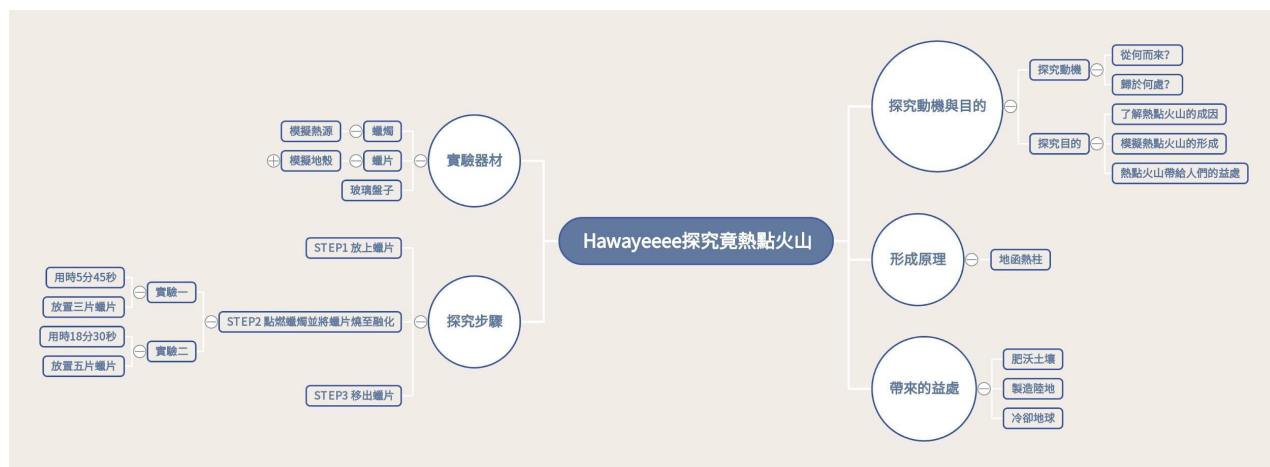 Hawayeeee探究竟熱點火山
探究動機與目的
探究動機
從何而來?
歸於何處?
探究目的
了解熱點火山的成因
模擬熱點火山的形成
熱點火山帶給人們的益處
形成原理
地函熱柱
帶來的益處
肥沃土壤
製造陸地
冷卻地球
實驗器材
蠟燭
模擬熱源
蠟片
模擬地殼
玻璃盤子
探究步驟
STEP1 放上蠟片
STEP2 點燃蠟燭並將蠟片燒至融化
實驗一
用時5分45秒
放置三片蠟片
實驗二
用時18分30秒
放置五片蠟片
STEP3 移出蠟片